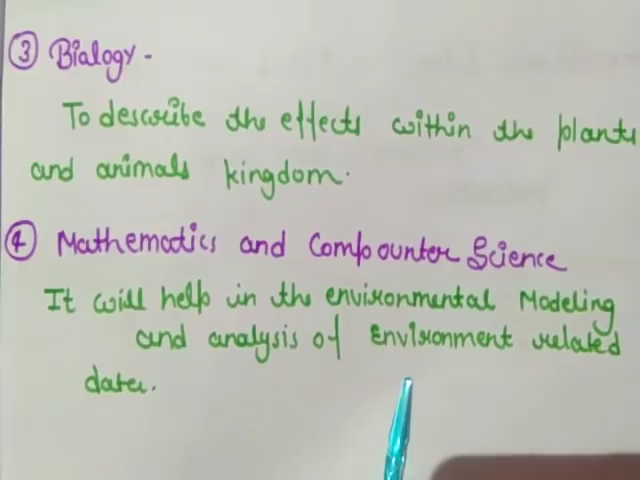 ③ Bialogy -
To describe the effects within the plants
and animals kingdom.
④ Mathematics and Compounter Science
It will help in the environmental Modeling
and analysis of Environment related
data.